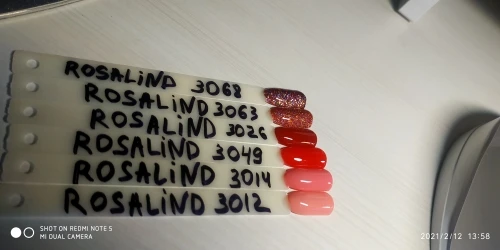 ROSALIND 3068
ROSALIND 3063
ROSALIND 3026
ROSALIND 3049
ROSALIND 3014
ROSALIND 3012
SHOT ON REDMI NOTE 5
MI DUAL CAMERA
2021/2/12 13:58